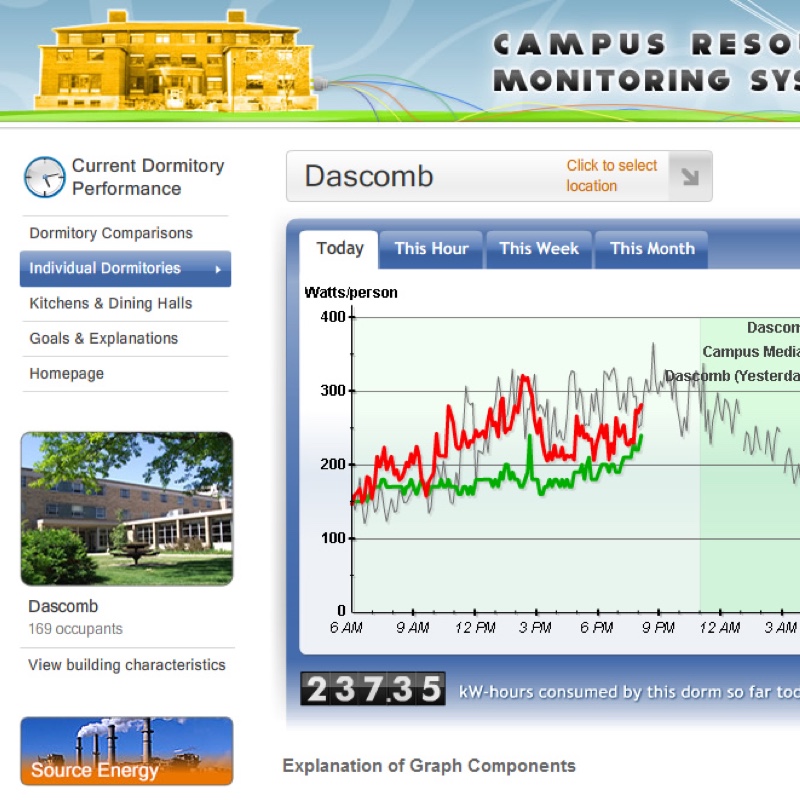 CAMPUS RESO
MONITORING SYS
Current Dormitory
Performance
Dormitory Comparisons
Individual Dormitories
Kitchens & Dining Halls
Goals & Explanations
Homepage
Dascomb
169 occupants
View building characteristics
Source Energy
Dascomb
Click to select
location
Today
This Hour
This Week
This Month
Watts/person
400
300
200
100
0
Dascom
Campus Media
Dascomb (Yesterda
6 AM
9 AM
12 PM
3 PM
6 PM
9 PM
12 AM
3 AM
237.35
kW-hours consumed by this dorm so far tod
Explanation of Graph Components